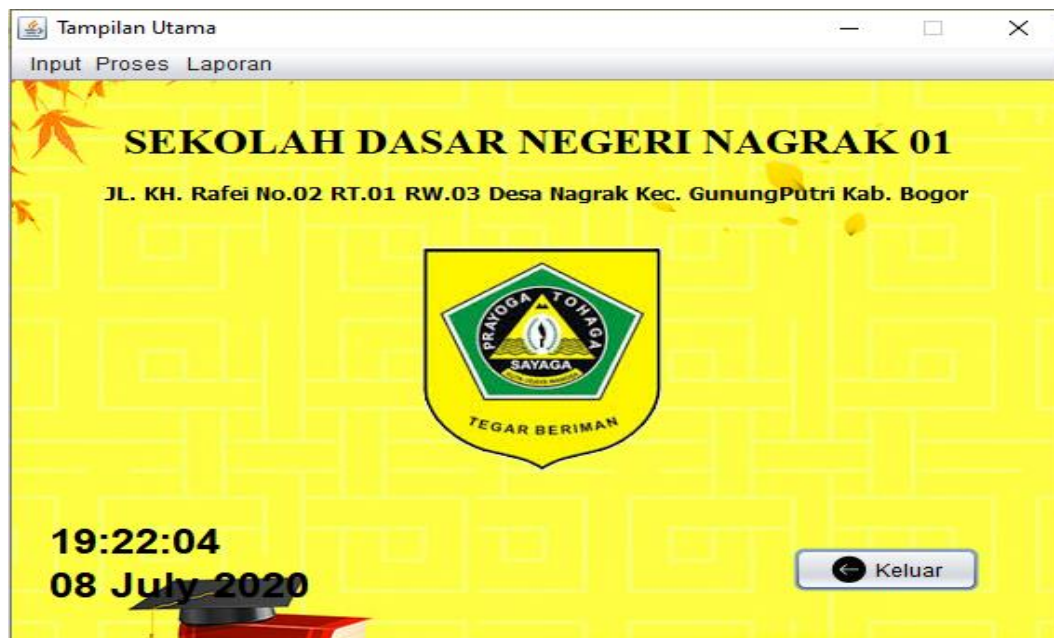 Tampilan Utama
Input Proses Laporan
SEKOLAH DASAR NEGERI NAGRAK 01
JL. KH. Rafei No.02 RT.01 RW.03 Desa Nagrak Kec. GunungPutri Kab. Bogor
PRAYOGA TOHAGA
SAYAGA
TEGAR BERIMAN
19:22:04
08 July 2020
Keluar